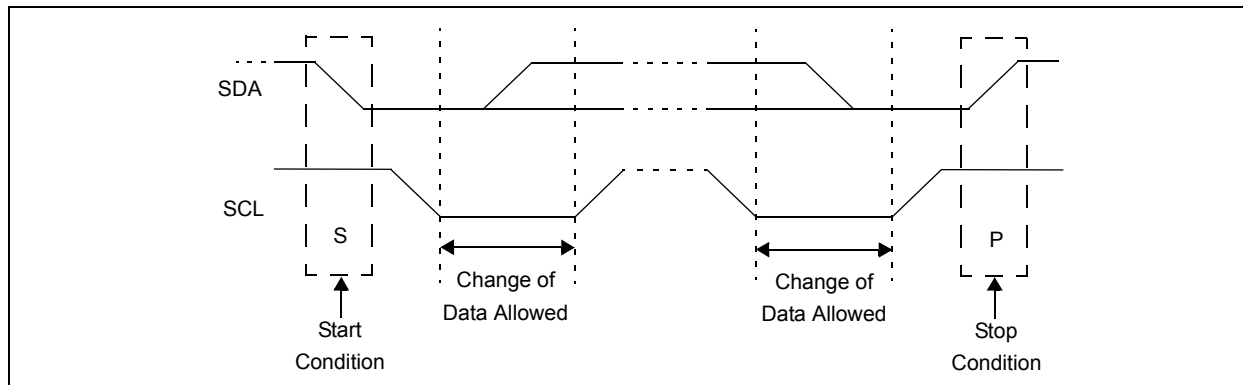 SDA
SCL
S
P
Change of
Data Allowed
Change of
Data Allowed
Start
Condition
Stop
Condition